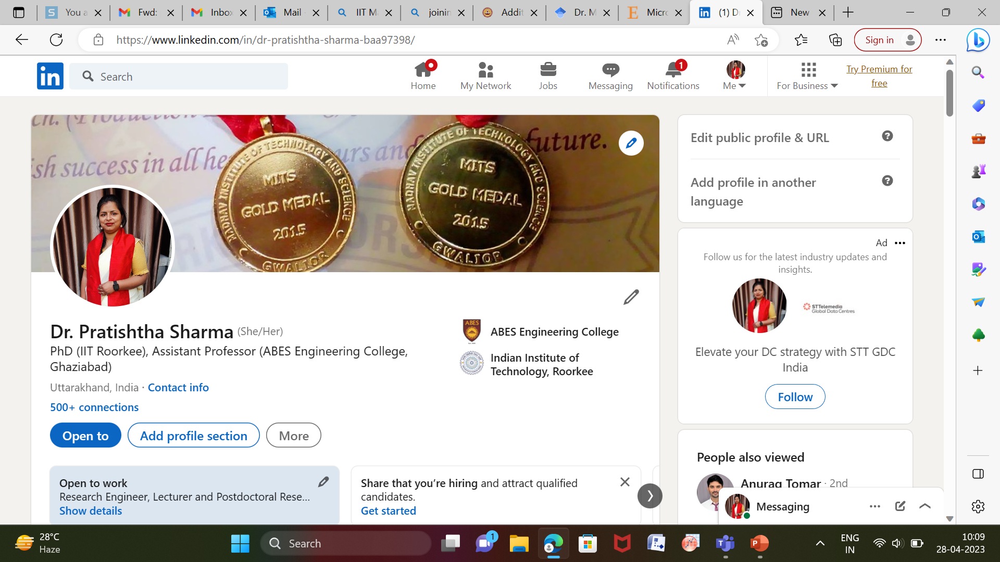 You a
Fwd:
Inbox
Mail -
IIT M
joinin
Addit
Dr. M
Micro
(1) D
New
https://www.linkedin.com/in/dr-pratishtha-sharma-baa97398/
Sign in
in
Search
Home
My Network
Jobs
Messaging
1
Notifications
Me
For Business
Try Premium for
free
ish success in all he urs and future.
MADHAV INSTITUTE OF TECHNOLOGY AND SCIENCE
MITS
GOLD MEDAL
2015
GWALIOR
MADHAV INSTITUTE OF TECHNOLOGY AND SCIENCE
MITS
GOLD MEDAL
2015
GWALIOR
Edit public profile & URL
Add profile in another
language
Ad
Follow us for the latest industry updates and
insights.
STTelemedia
Global Data Centres
Elevate your DC strategy with STT GDC
India
Follow
Dr. Pratishtha Sharma (She/Her)
PhD (IIT Roorkee), Assistant Professor (ABES Engineering College,
Ghaziabad)
Uttarakhand, India · Contact info
500+ connections
ABES
ABES Engineering College
Indian Institute of
Technology, Roorkee
Open to
Add profile section
More
Open to work
Research Engineer, Lecturer and Postdoctoral Rese...
Show details
Share that you're hiring and attract qualified
candidates.
Get started
People also viewed
Anurag Tomar · 2nd
Messaging
28°C
Haze
Search
1
ENG
IN
10:09
28-04-2023